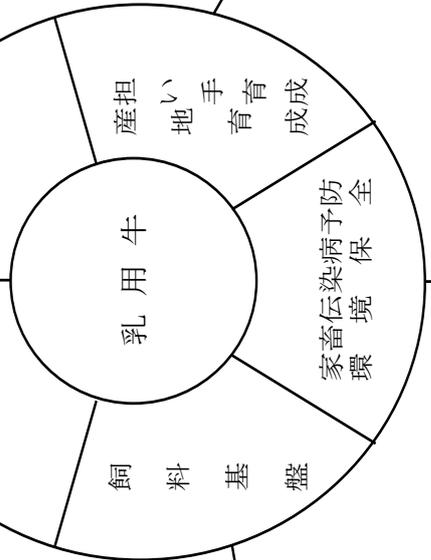 乳用牛
担い手育成
産地育成
飼料基盤
家畜伝染病予防
環境保全